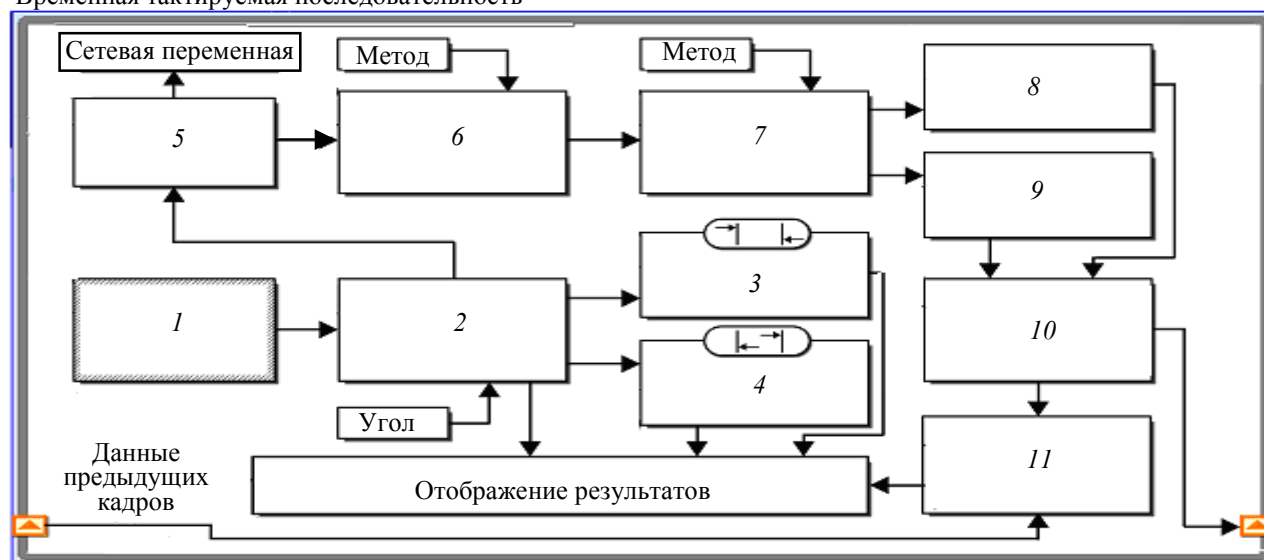 Временная тактируемая последовательность
Сетевая переменная
Метод
Метод
8
5
6
7
9
3
1
2
10
4
Угол
11
Данные
предыдущих
кадров
Отображение результатов